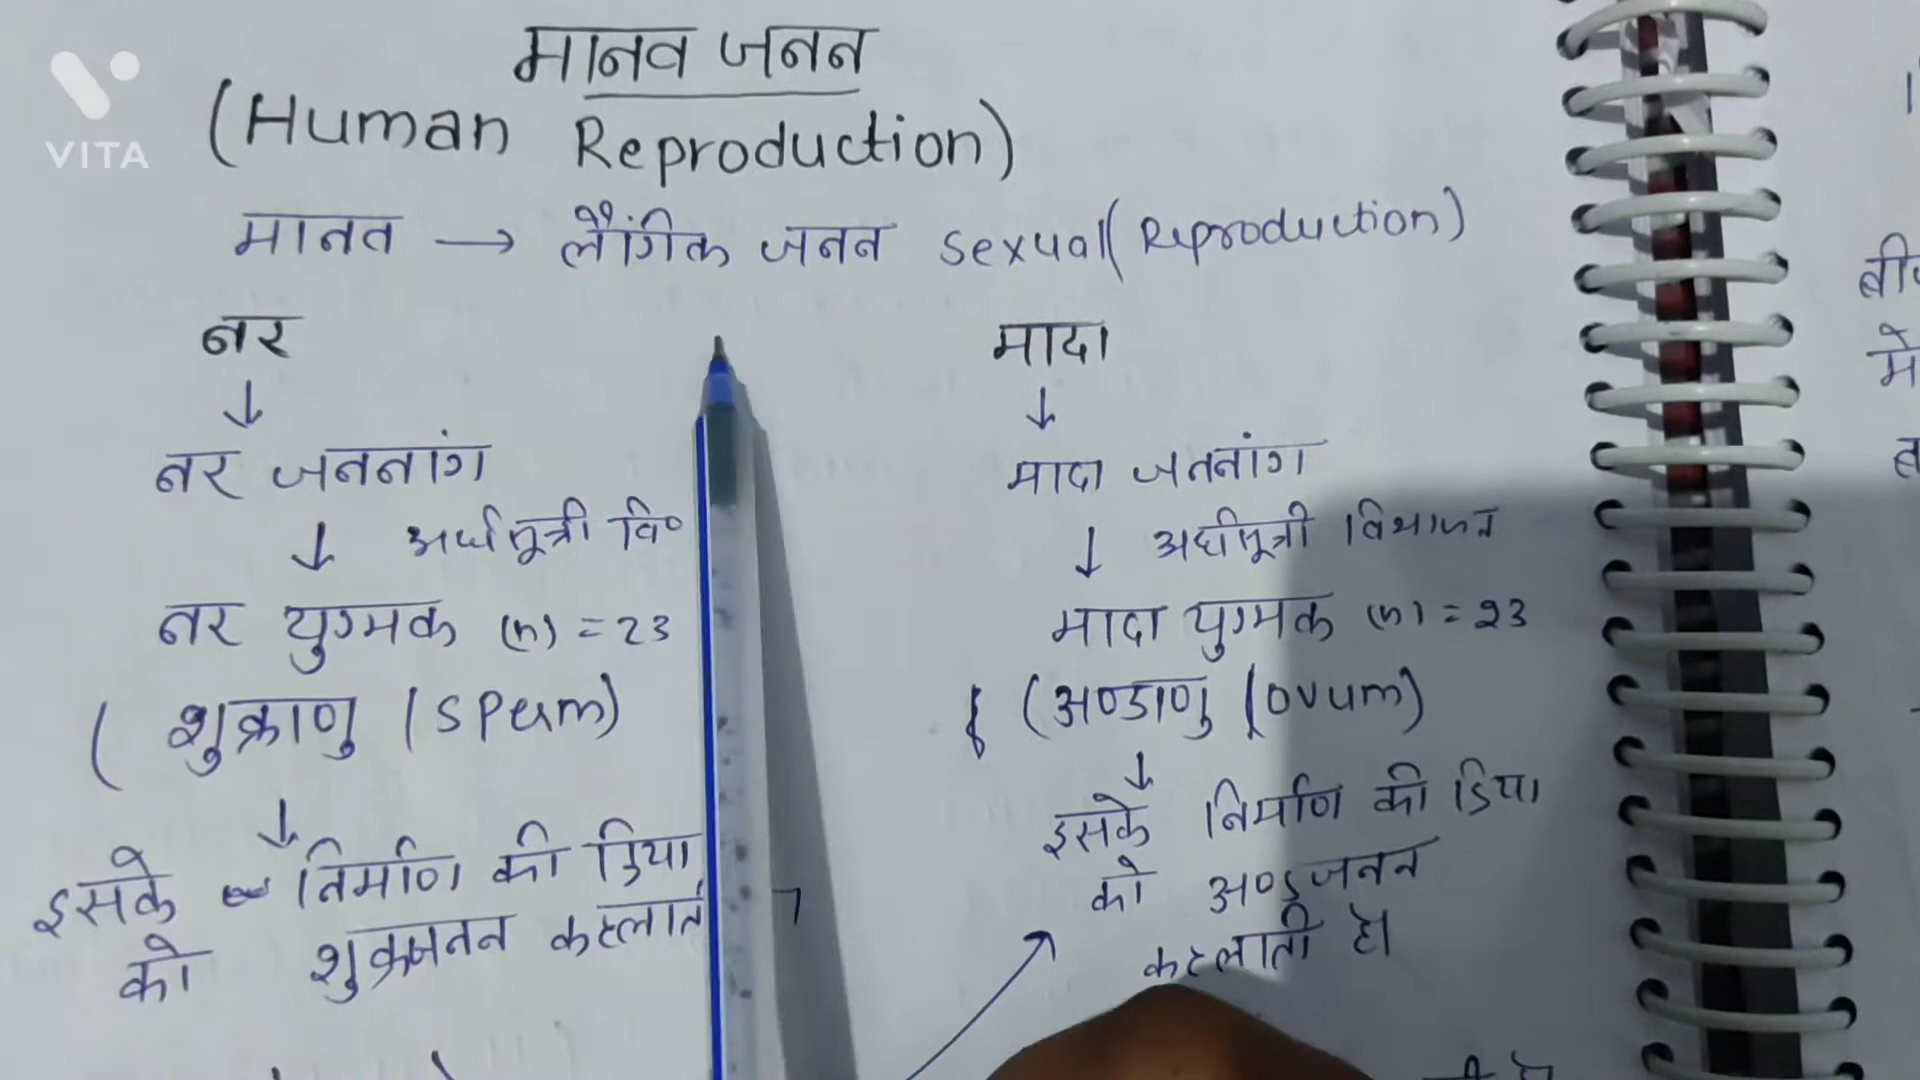 VITA
मानव जनन
(Human Reproduction)
मानव → लैंगिक जनन sexual (Reproduction)
नर
↓
नर जननांग
↓ अर्धसूत्री वि०
नर युग्मक (n) = 23
( शुक्राणु / Sperm)
↓
इसके निर्माण की क्रिया
को शुक्रजनन कहलाती
मादा
↓
मादा जननांग
↓ अर्धसूत्री विभाजन
मादा युग्मक (n) = 23
(अण्डाणु / ovum)
↓
इसके निर्माण की क्रिया
को अण्डजनन
कहलाती है।